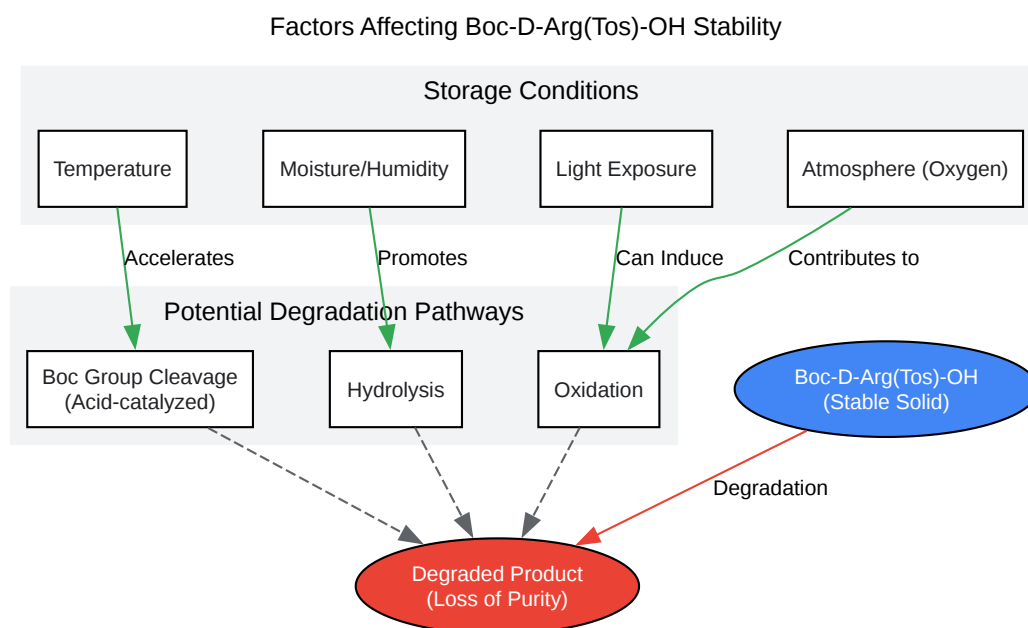 Factors Affecting Boc-D-Arg(Tos)-OH Stability
Storage Conditions
Temperature
Moisture/Humidity
Light Exposure
Atmosphere (Oxygen)
Accelerates
Promotes
Can Induce
Contributes to
Potential Degradation Pathways
Boc Group Cleavage
(Acid-catalyzed)
Hydrolysis
Oxidation
Boc-D-Arg(Tos)-OH
(Stable Solid)
Degradation
Degraded Product
(Loss of Purity)